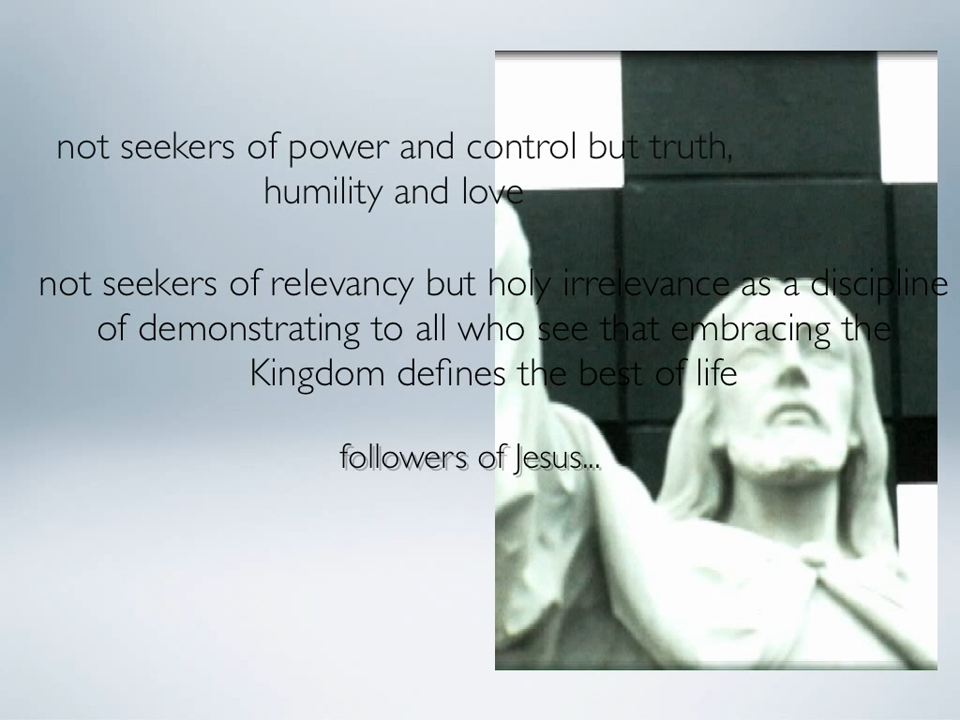 not seekers of power and control but truth,
humility and love
not seekers of relevancy but holy irrelevance as a discipline
of demonstrating to all who see that embracing the
Kingdom defines the best of life
followers of Jesus...